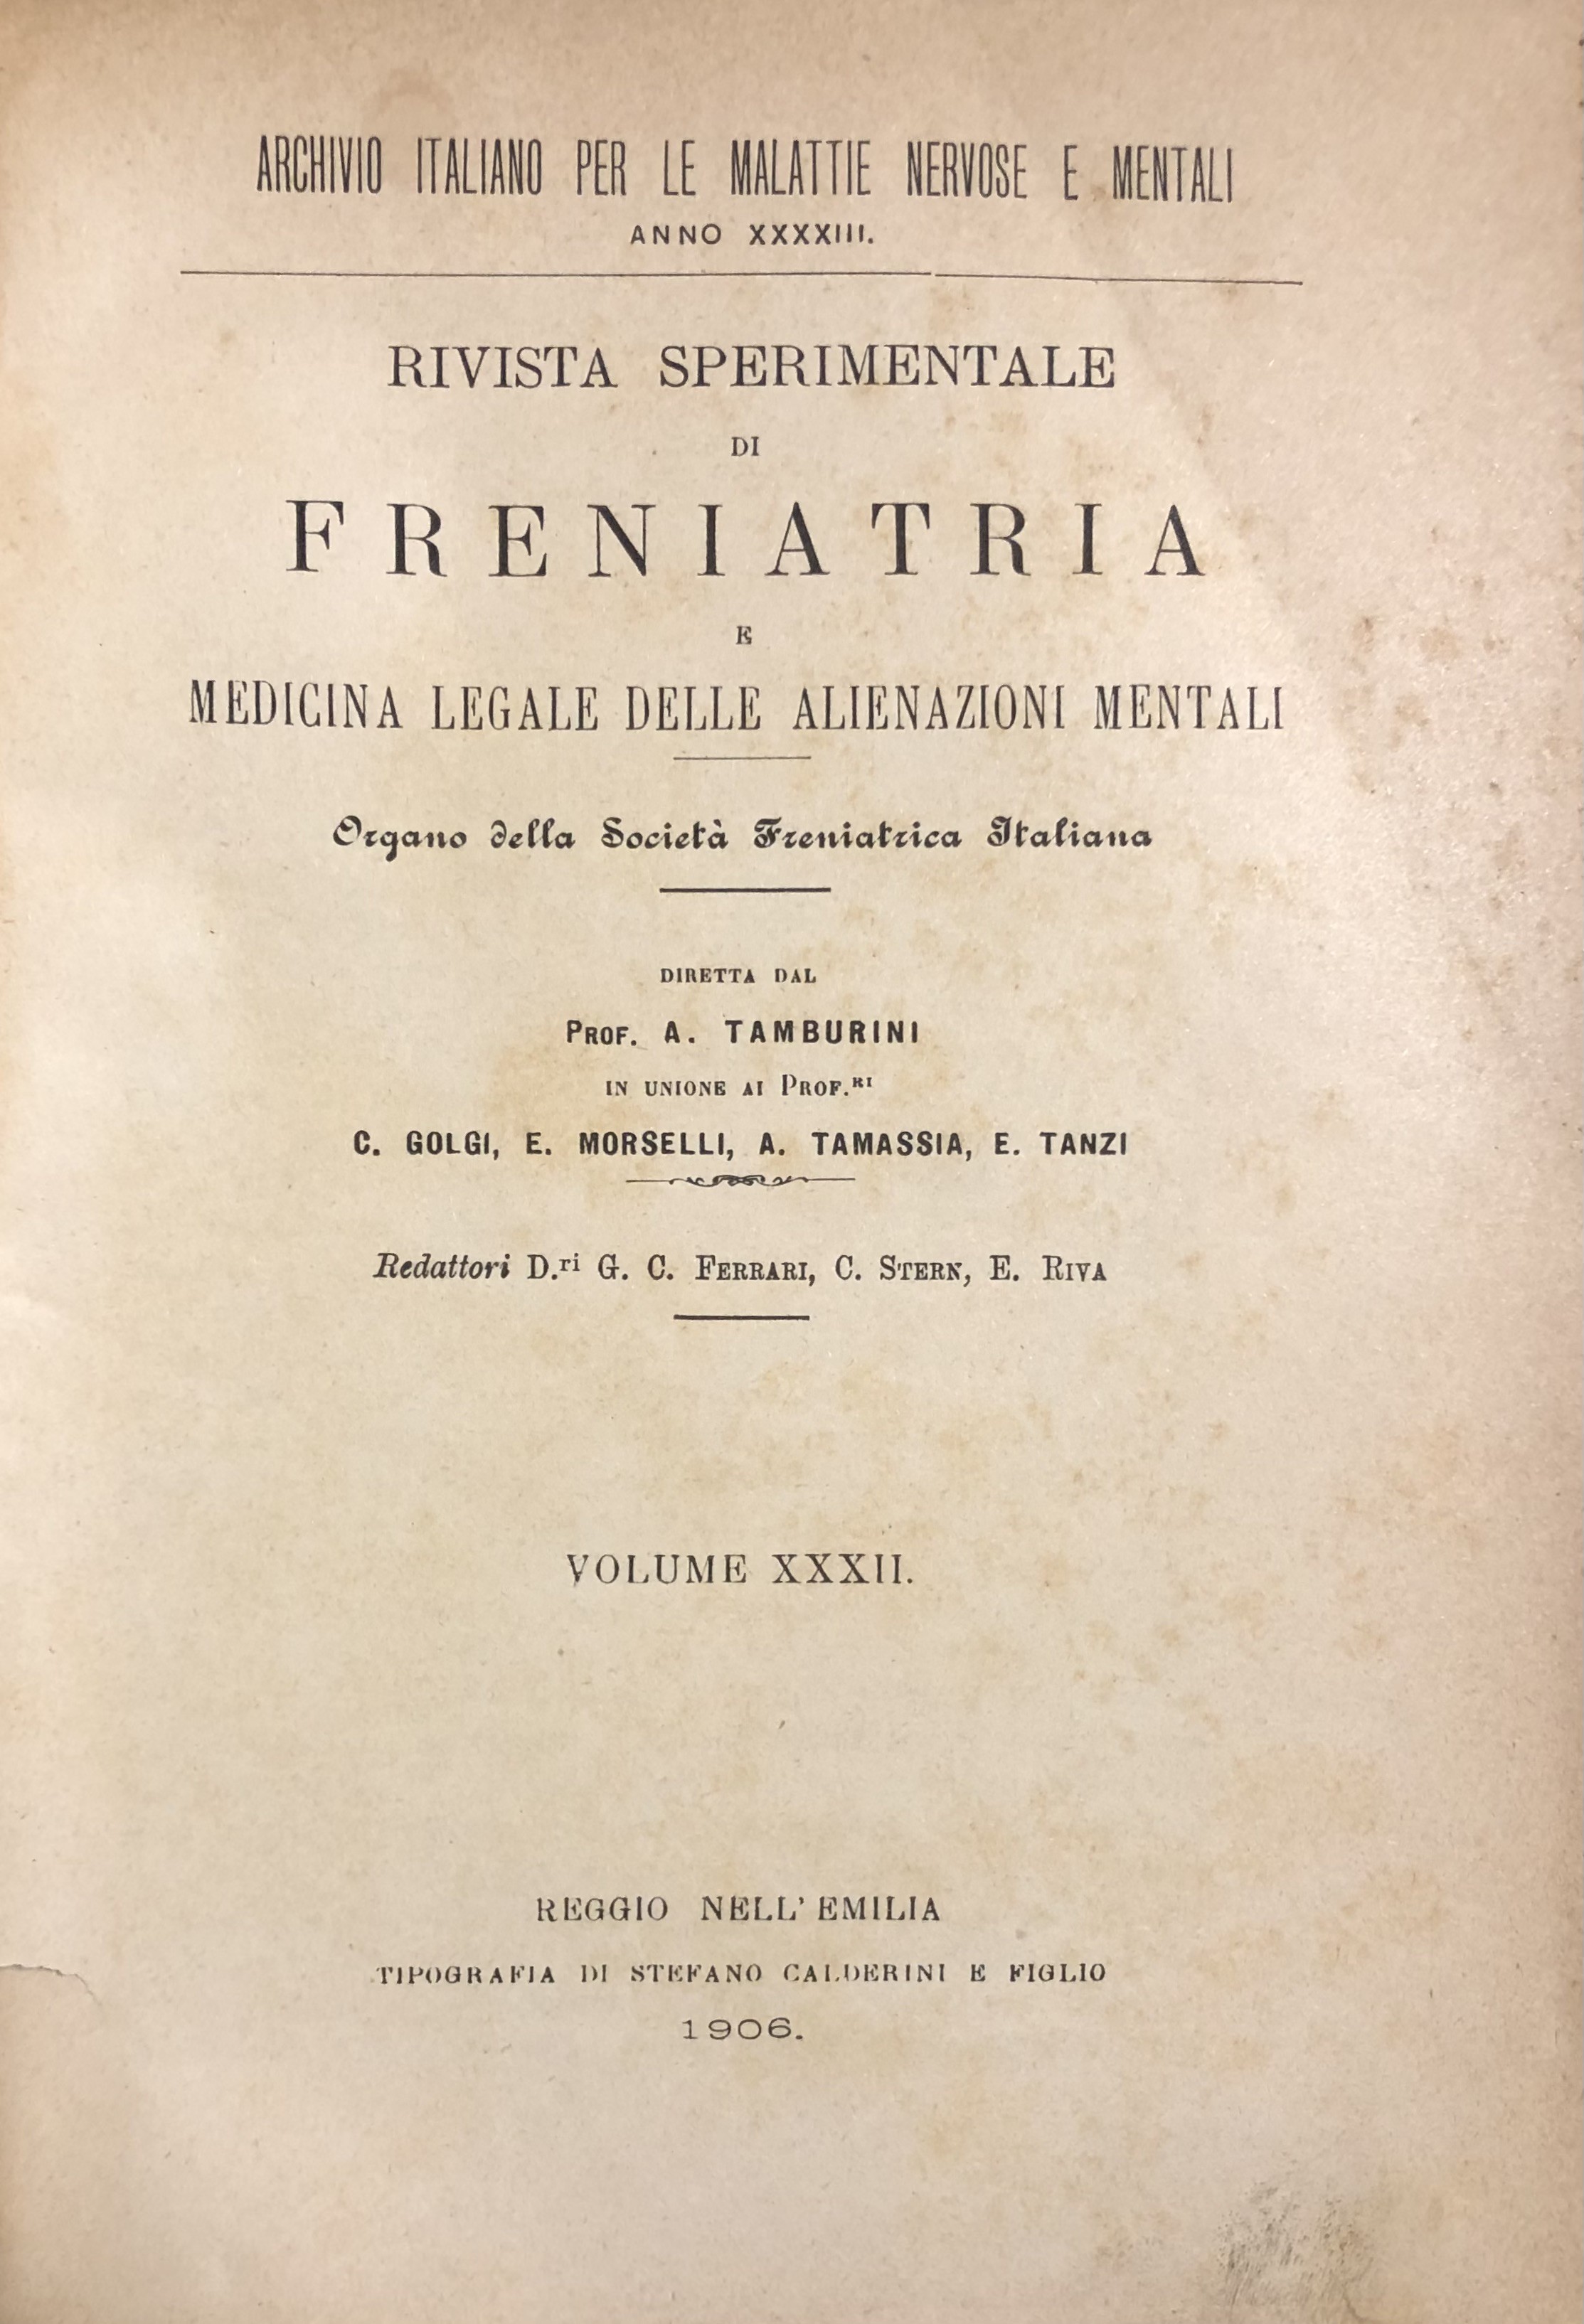 ARCHIVIO ITALIANO PER LE MALATTIE NERVOSE E MENTALI
ANNO XXXXIII.
RIVISTA SPERIMENTALE
DI
FRENIATRIA
E
MEDICINA LEGALE DELLE ALIENAZIONI MENTALI
Organo della Società Freniatrica Italiana
DIRETTA DAL
PROF. A. TAMBURINI
IN UNIONE AI PROF.RI
C. GOLGI, E. MORSELLI, A. TAMASSIA, E. TANZI
Redattori D.ri G. C. FERRARI, C. STERN, E. RIVA
VOLUME XXXII.
REGGIO NELL' EMILIA
TIPOGRAFIA DI STEFANO CALDERINI E FIGLIO
1906.